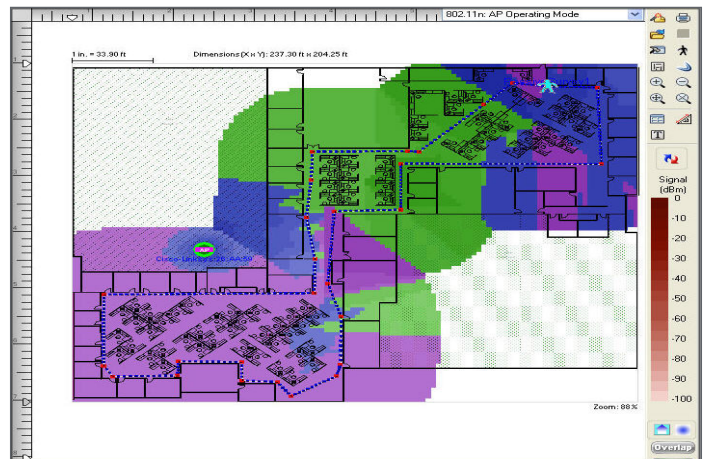 802.11n: AP Operating Mode
1 in. = 33.90 ft
Dimensions (X x Y): 237.30 ft x 204.25 ft
AP
Signal
(dBm)
0
-10
-20
-30
-40
-50
-60
-70
-80
-90
-100
Zoom: 88%
Overlap